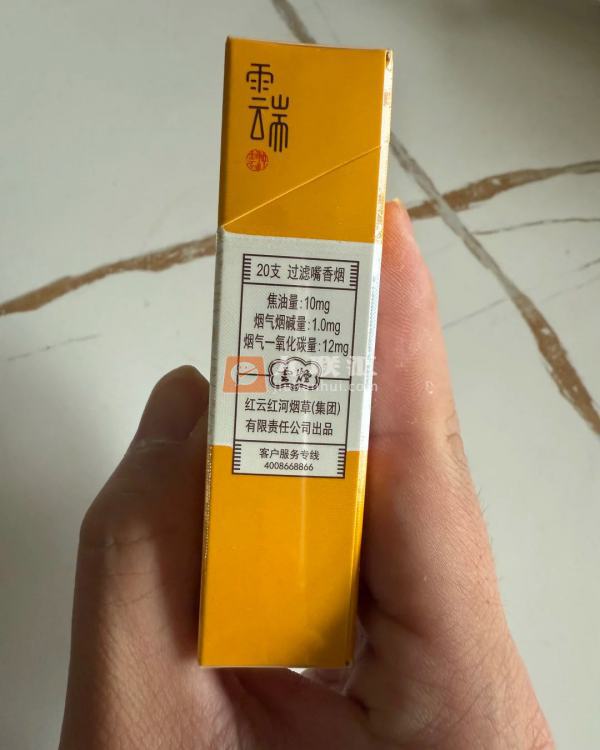 雲端
20支 过滤嘴香烟
焦油量:10mg
烟气烟碱量:1.0mg
烟气一氧化碳量:12mg
红云红河烟草(集团)
有限责任公司出品
客户服务专线
4008668866